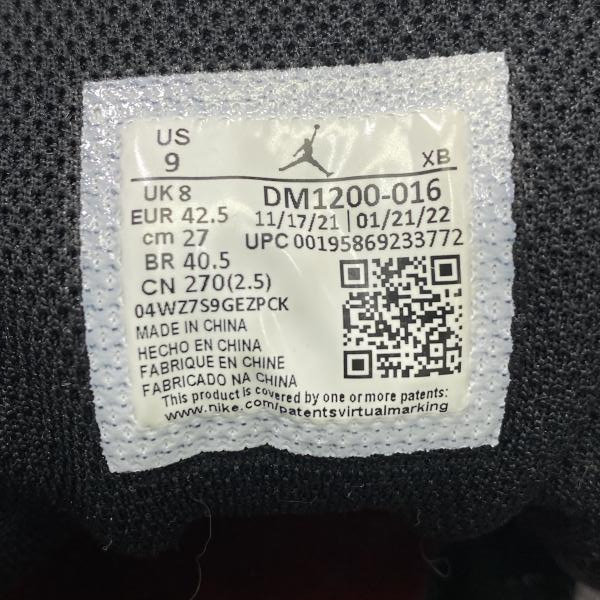 US
9
XB
UK 8
DM1200-016
EUR 42.5
11/17/21 | 01/21/22
cm 27
UPC 00195869233772
BR 40.5
CN 270(2.5)
04WZ7S9GEZPCK
MADE IN CHINA
HECHO EN CHINA
FABRIQUE EN CHINE
FABRICADO NA CHINA
This product is covered by one or more patents:
www.nike.com/patentsvirtualmarking